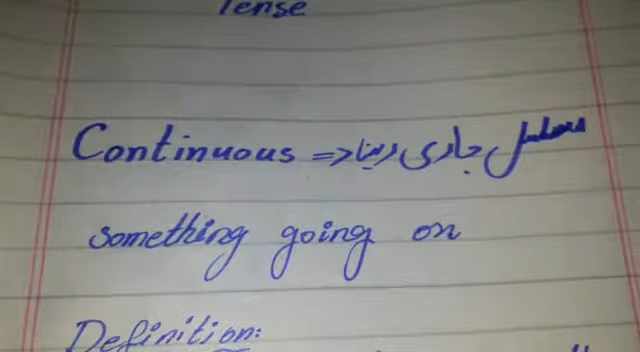 Tense
Continuous => مسلسل جاری رہنا
something going on
Definition: